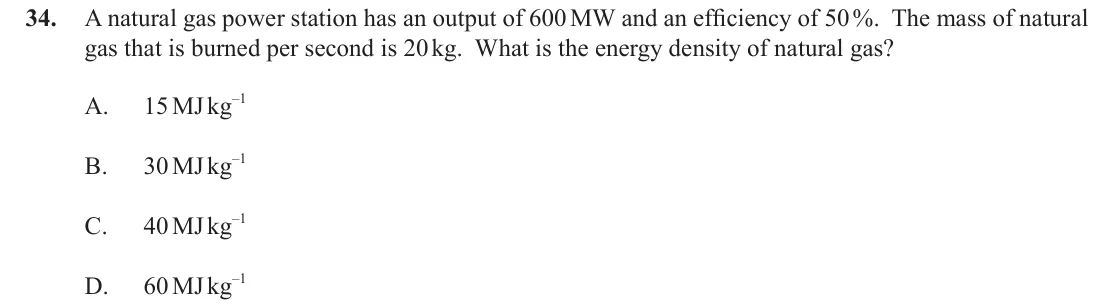 34. A natural gas power station has an output of 600 MW and an efficiency of 50 %. The mass of natural
gas that is burned per second is 20 kg. What is the energy density of natural gas?
A. 15 MJ kg⁻¹
B. 30 MJ kg⁻¹
C. 40 MJ kg⁻¹
D. 60 MJ kg⁻¹